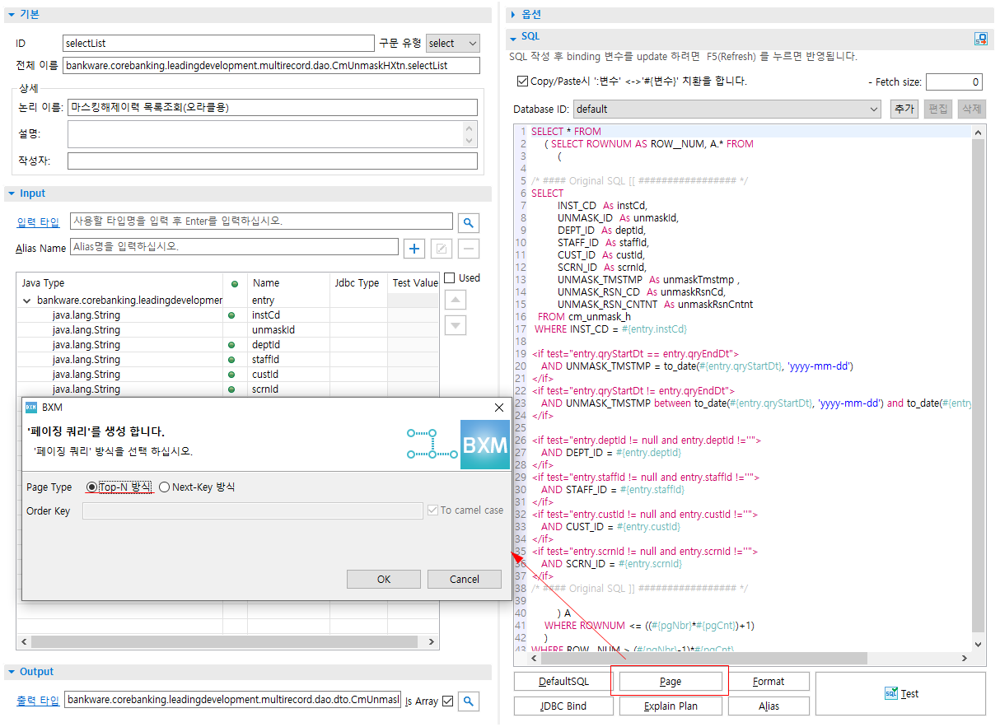 기본
ID
selectList
구문 유형
select
전체 이름
bankware.corebanking.leadingdevelopment.multirecord.dao.CmUnmaskHXtn.selectList
상세
논리 이름:
마스킹해제이력 목록조회(오라클용)
설명:
작성자:
Input
입력 타입
사용할 타입명을 입력 후 Enter를 입력하십시오.
Alias Name
Alias명을 입력하십시오.
Java Type Name Jdbc Type Test Value
Used
bankware.corebanking.leadingdevelopmer entry
java.lang.String instCd
java.lang.String unmaskId
java.lang.String deptId
java.lang.String staffId
java.lang.String custId
java.lang.String scrnId
BXM
'페이징 쿼리'를 생성 합니다.
'페이징 쿼리' 방식을 선택 하십시오.
BXM
Page Type
Top-N 방식
Next-Key 방식
Order Key
To camel case
OK
Cancel
Output
출력 타입
bankware.corebanking.leadingdevelopment.multirecord.dao.dto.CmUnmasl
Is Array
옵션
SQL
SQL 작성 후 binding 변수를 update 하려면 F5(Refresh) 를 누르면 반영됩니다.
Copy/Paste시 ':변수' <->'#{변수}' 치환을 합니다.
- Fetch size:
0
Database ID:
default
추가
편집
삭제
1 SELECT * FROM
2 ( SELECT ROWNUM AS ROW__NUM, A.* FROM
3 (
4
5 /* #### Original SQL [[ ################# */
6 SELECT
7 INST_CD As instCd,
8 UNMASK_ID As unmaskId,
9 DEPT_ID As deptId,
10 STAFF_ID As staffId,
11 CUST_ID As custId,
12 SCRN_ID As scrnId,
13 UNMASK_TMSTMP As unmaskTmstmp ,
14 UNMASK_RSN_CD As unmaskRsnCd,
15 UNMASK_RSN_CNTNT As unmaskRsnCntnt
16 FROM cm_unmask_h
17 WHERE INST_CD = #{entry.instCd}
18
19 <if test="entry.qryStartDt == entry.qryEndDt">
20 AND UNMASK_TMSTMP = to_date(#{entry.qryStartDt}, 'yyyy-mm-dd')
21 </if>
22 <if test="entry.qryStartDt != entry.qryEndDt">
23 AND UNMASK_TMSTMP between to_date(#{entry.qryStartDt}, 'yyyy-mm-dd') and to_date(#{entry
24 </if>
25
26 <if test="entry.deptId != null and entry.deptId !=''">
27 AND DEPT_ID = #{entry.deptId}
28 </if>
29 <if test="entry.staffId != null and entry.staffId !=''">
30 AND STAFF_ID = #{entry.staffId}
31 </if>
32 <if test="entry.custId != null and entry.custId !=''">
33 AND CUST_ID = #{entry.custId}
34 </if>
35 <if test="entry.scrnId != null and entry.scrnId !=''">
36 AND SCRN_ID = #{entry.scrnId}
37 </if>
38 /* #### Original SQL ]] ################# */
39
40 ) A
41 WHERE ROWNUM <= ((#{pgNbr}*#{pgCnt})+1)
42 )
43 WHERE ROW__NUM > (#{pgNbr}-1)*#{pgCnt}
DefaultSQL
Page
Format
Test
JDBC Bind
Explain Plan
Alias